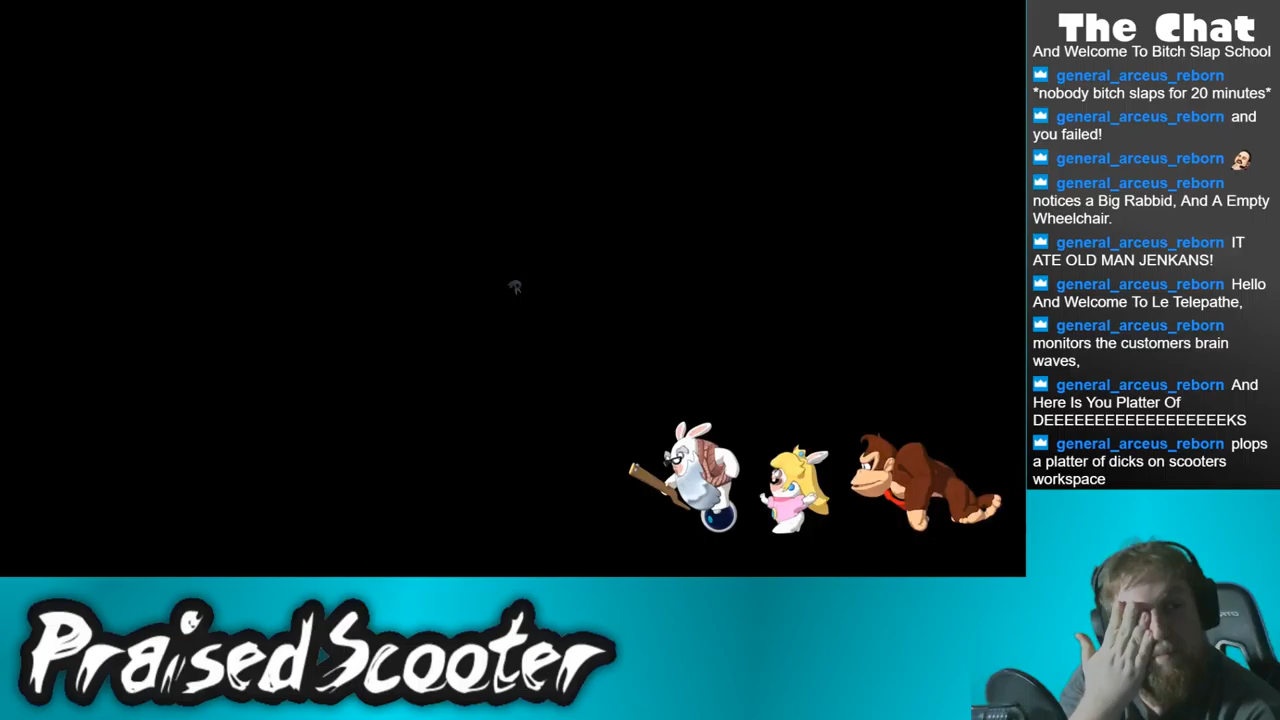 The Chat
And Welcome To Bitch Slap School
general_arceus_reborn
*nobody bitch slaps for 20 minutes*
general_arceus_reborn and
you failed!
general_arceus_reborn
general_arceus_reborn
notices a Big Rabbid, And A Empty
Wheelchair.
general_arceus_reborn IT
ATE OLD MAN JENKANS!
general_arceus_reborn Hello
And Welcome To Le Telepathe,
general_arceus_reborn
monitors the customers brain
waves,
general_arceus_reborn And
Here Is You Platter Of
DEEEEEEEEEEEEEEEEEEKS
general_arceus_reborn plops
a platter of dicks on scooters
workspace
PraisedScooter